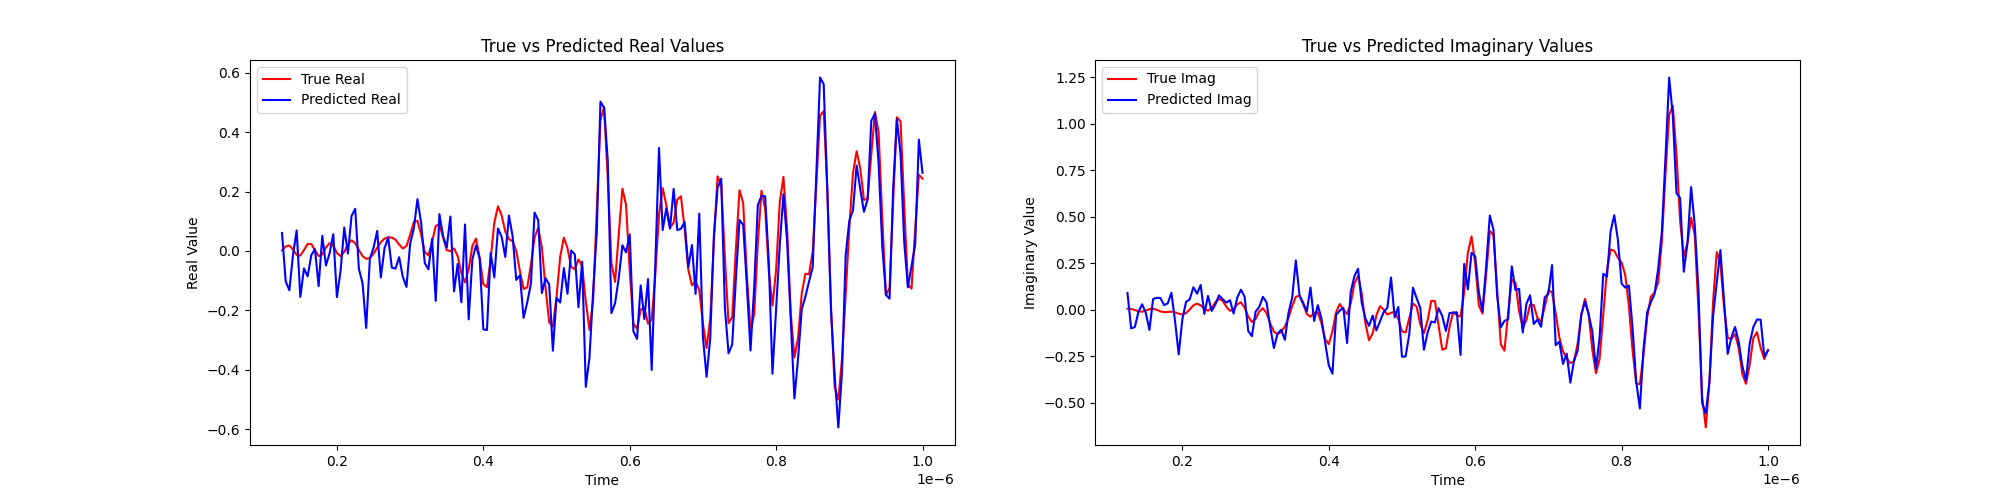 True vs Predicted Real Values
True Real
Predicted Real
Real Value
0.6
0.4
0.2
0.0
−0.2
−0.4
−0.6
0.2
0.4
0.6
0.8
1.0
1e−6
Time
True vs Predicted Imaginary Values
True Imag
Predicted Imag
Imaginary Value
1.25
1.00
0.75
0.50
0.25
0.00
−0.25
−0.50
0.2
0.4
0.6
0.8
1.0
1e−6
Time